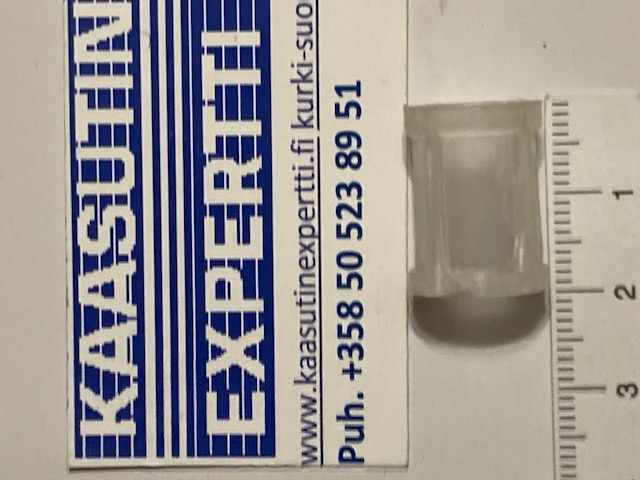 KAASUTIN
EXPERTTI
www.kaasutinexpertti.fi kurki-suo
Puh. +358 50 523 89 51
1
2
3